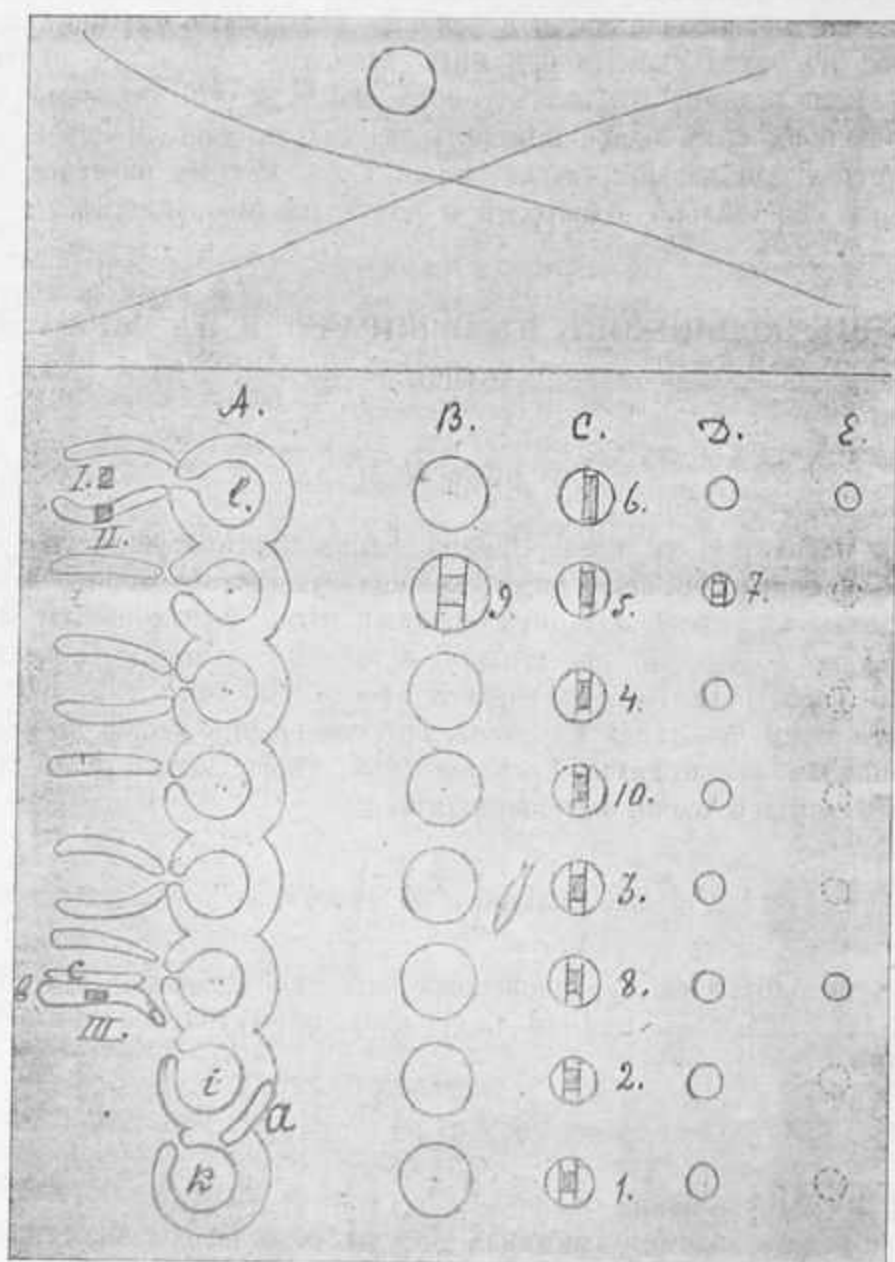 A. B. C. D. E.
I. l. 6.
II.
9. 5. 7.
4.
10.
3.
c 8.
в
III.
i 2.
a
k 1.